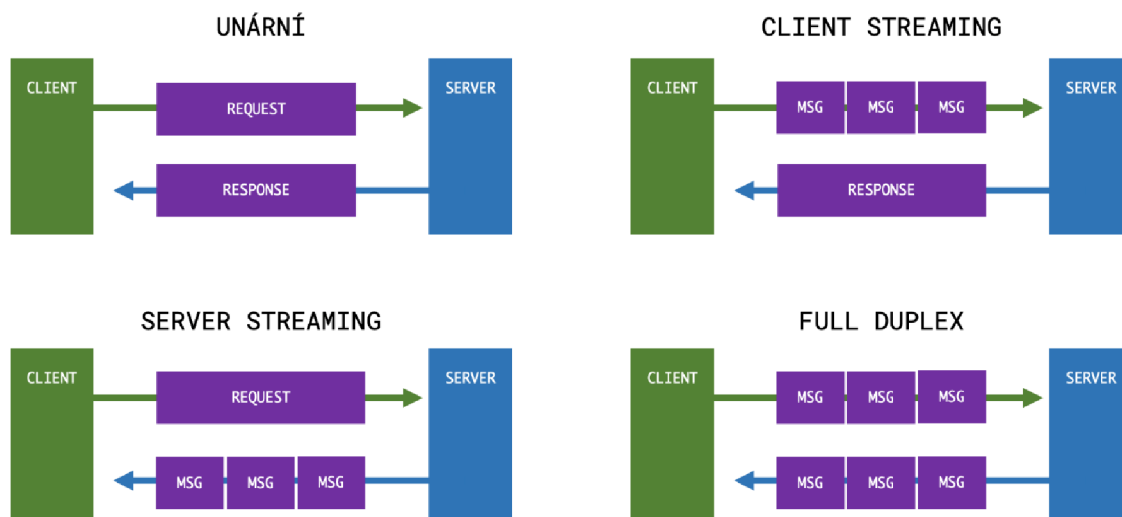 UNÁRNÍ
CLIENT
REQUEST
RESPONSE
SERVER
CLIENT STREAMING
CLIENT
MSG MSG MSG
RESPONSE
SERVER
SERVER STREAMING
CLIENT
REQUEST
MSG MSG MSG
SERVER
FULL DUPLEX
CLIENT
MSG MSG MSG
MSG MSG MSG
SERVER